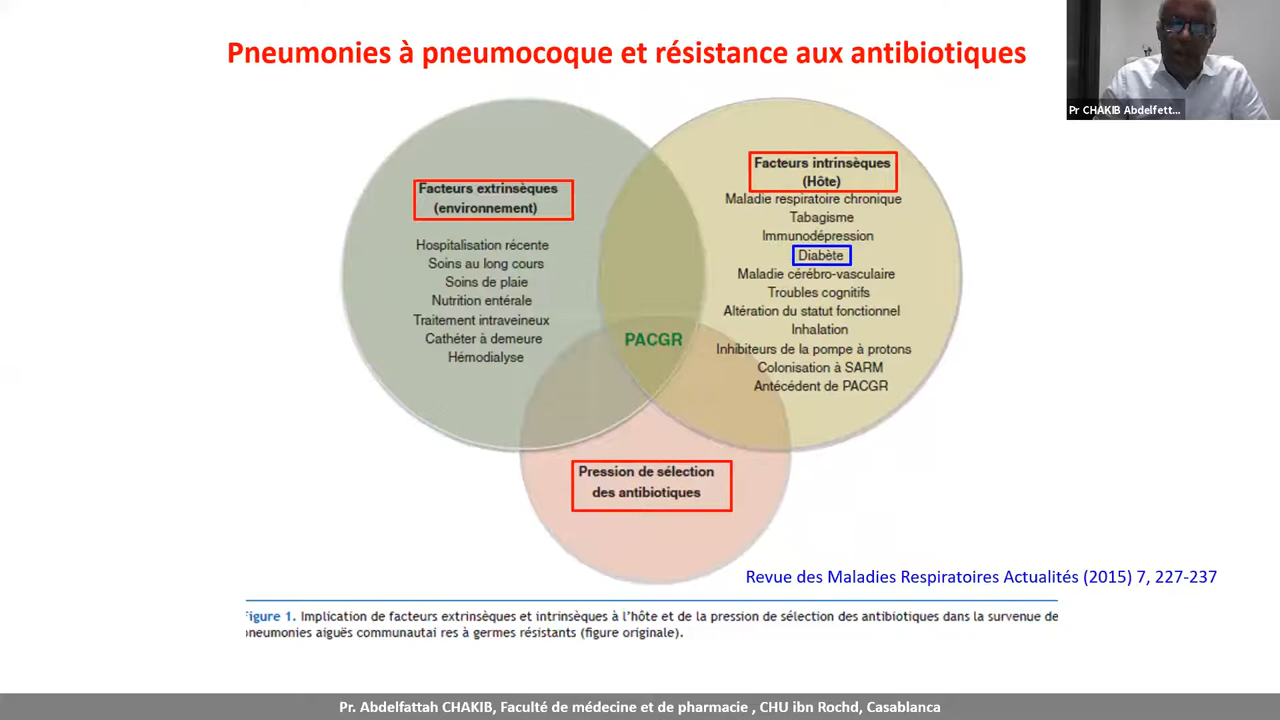 Pneumonies à pneumocoque et résistance aux antibiotiques
Pr CHAKIB Abdelfett...
Facteurs extrinsèques
(environnement)
Hospitalisation récente
Soins au long cours
Soins de plaie
Nutrition entérale
Traitement intraveineux
Cathéter à demeure
Hémodialyse
Facteurs intrinsèques
(Hôte)
Maladie respiratoire chronique
Tabagisme
Immunodépression
Diabète
Maladie cérébro-vasculaire
Troubles cognitifs
Altération du statut fonctionnel
Inhalation
Inhibiteurs de la pompe à protons
Colonisation à SARM
Antécédent de PACGR
PACGR
Pression de sélection
des antibiotiques
Revue des Maladies Respiratoires Actualités (2015) 7, 227-237
Figure 1. Implication de facteurs extrinsèques et intrinsèques à l'hôte et de la pression de sélection des antibiotiques dans la survenue de
pneumonies aiguës communautai res à germes résistants (figure originale).
Pr. Abdelfattah CHAKIB, Faculté de médecine et de pharmacie , CHU ibn Rochd, Casablanca